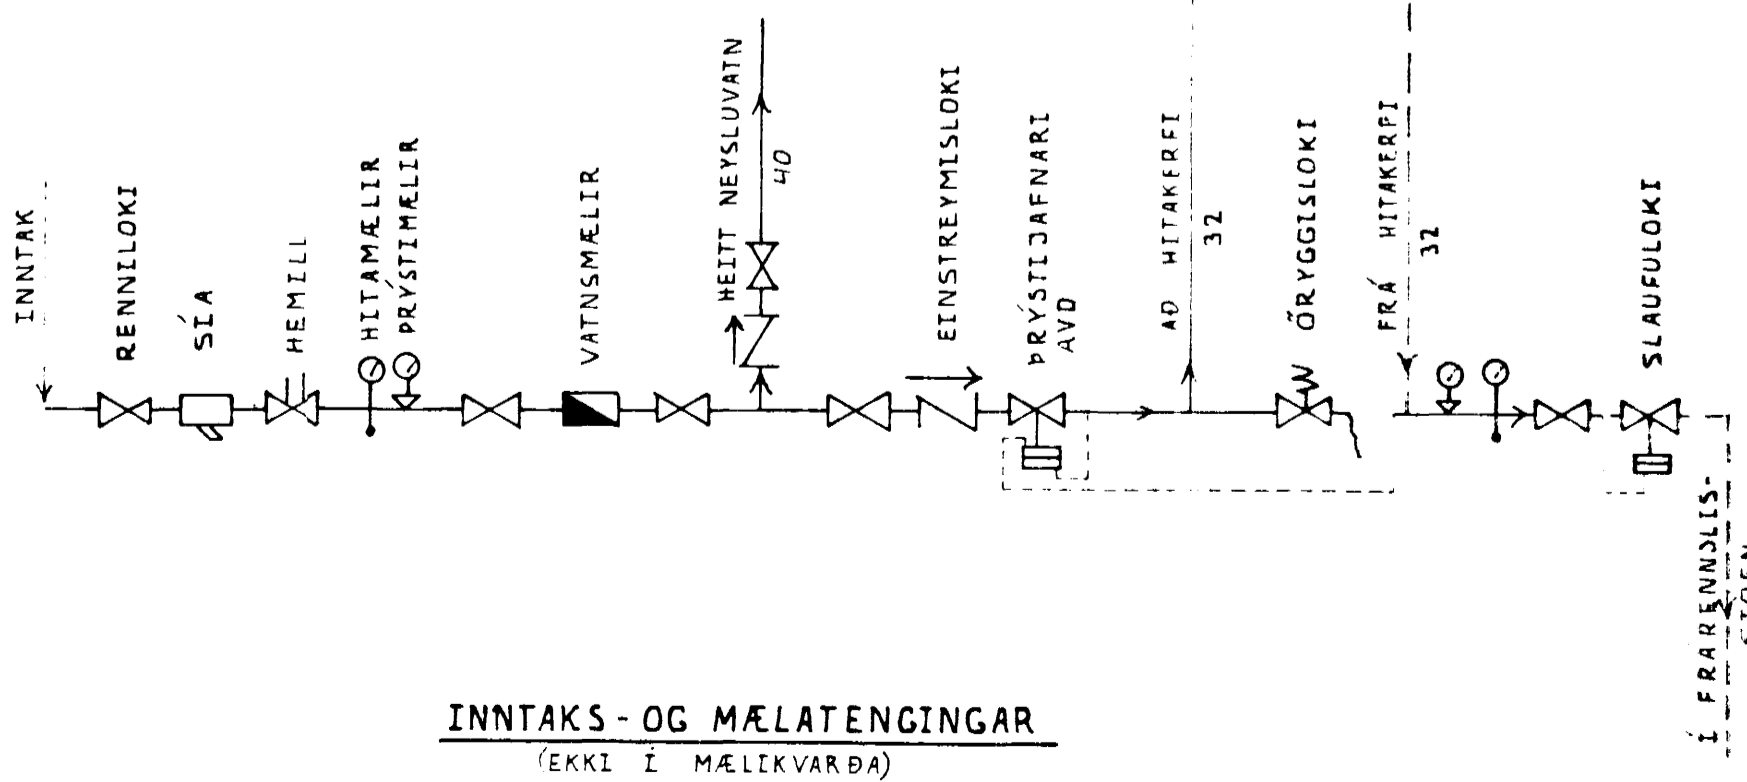 INNTAK
RENNILOKI
SÍA
HEMILL
HITAMÆLIR
ÞRÝSTIMÆLIR
VATNSMÆLIR
HEITT NEYSLUVATN
40
EINSTREYMISLOKI
ÞRÝSTIJAFNARI
AVD
AÐ HITAKERFI
32
ÖRYGGISLOKI
FRÁ HITAKERFI
32
SLAUFULOKI
Í FRARENNSLIS-
INNTAKS - OG MÆLATENGINGAR
(EKKI Í MÆLIKVARÐA)